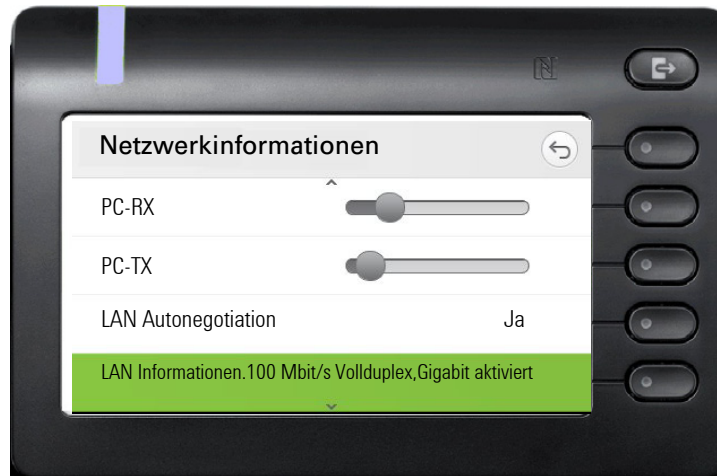 Netzwerkinformationen
PC-RX
PC-TX
LAN Autonegotiation Ja
LAN Informationen.100 Mbit/s Vollduplex,Gigabit aktiviert